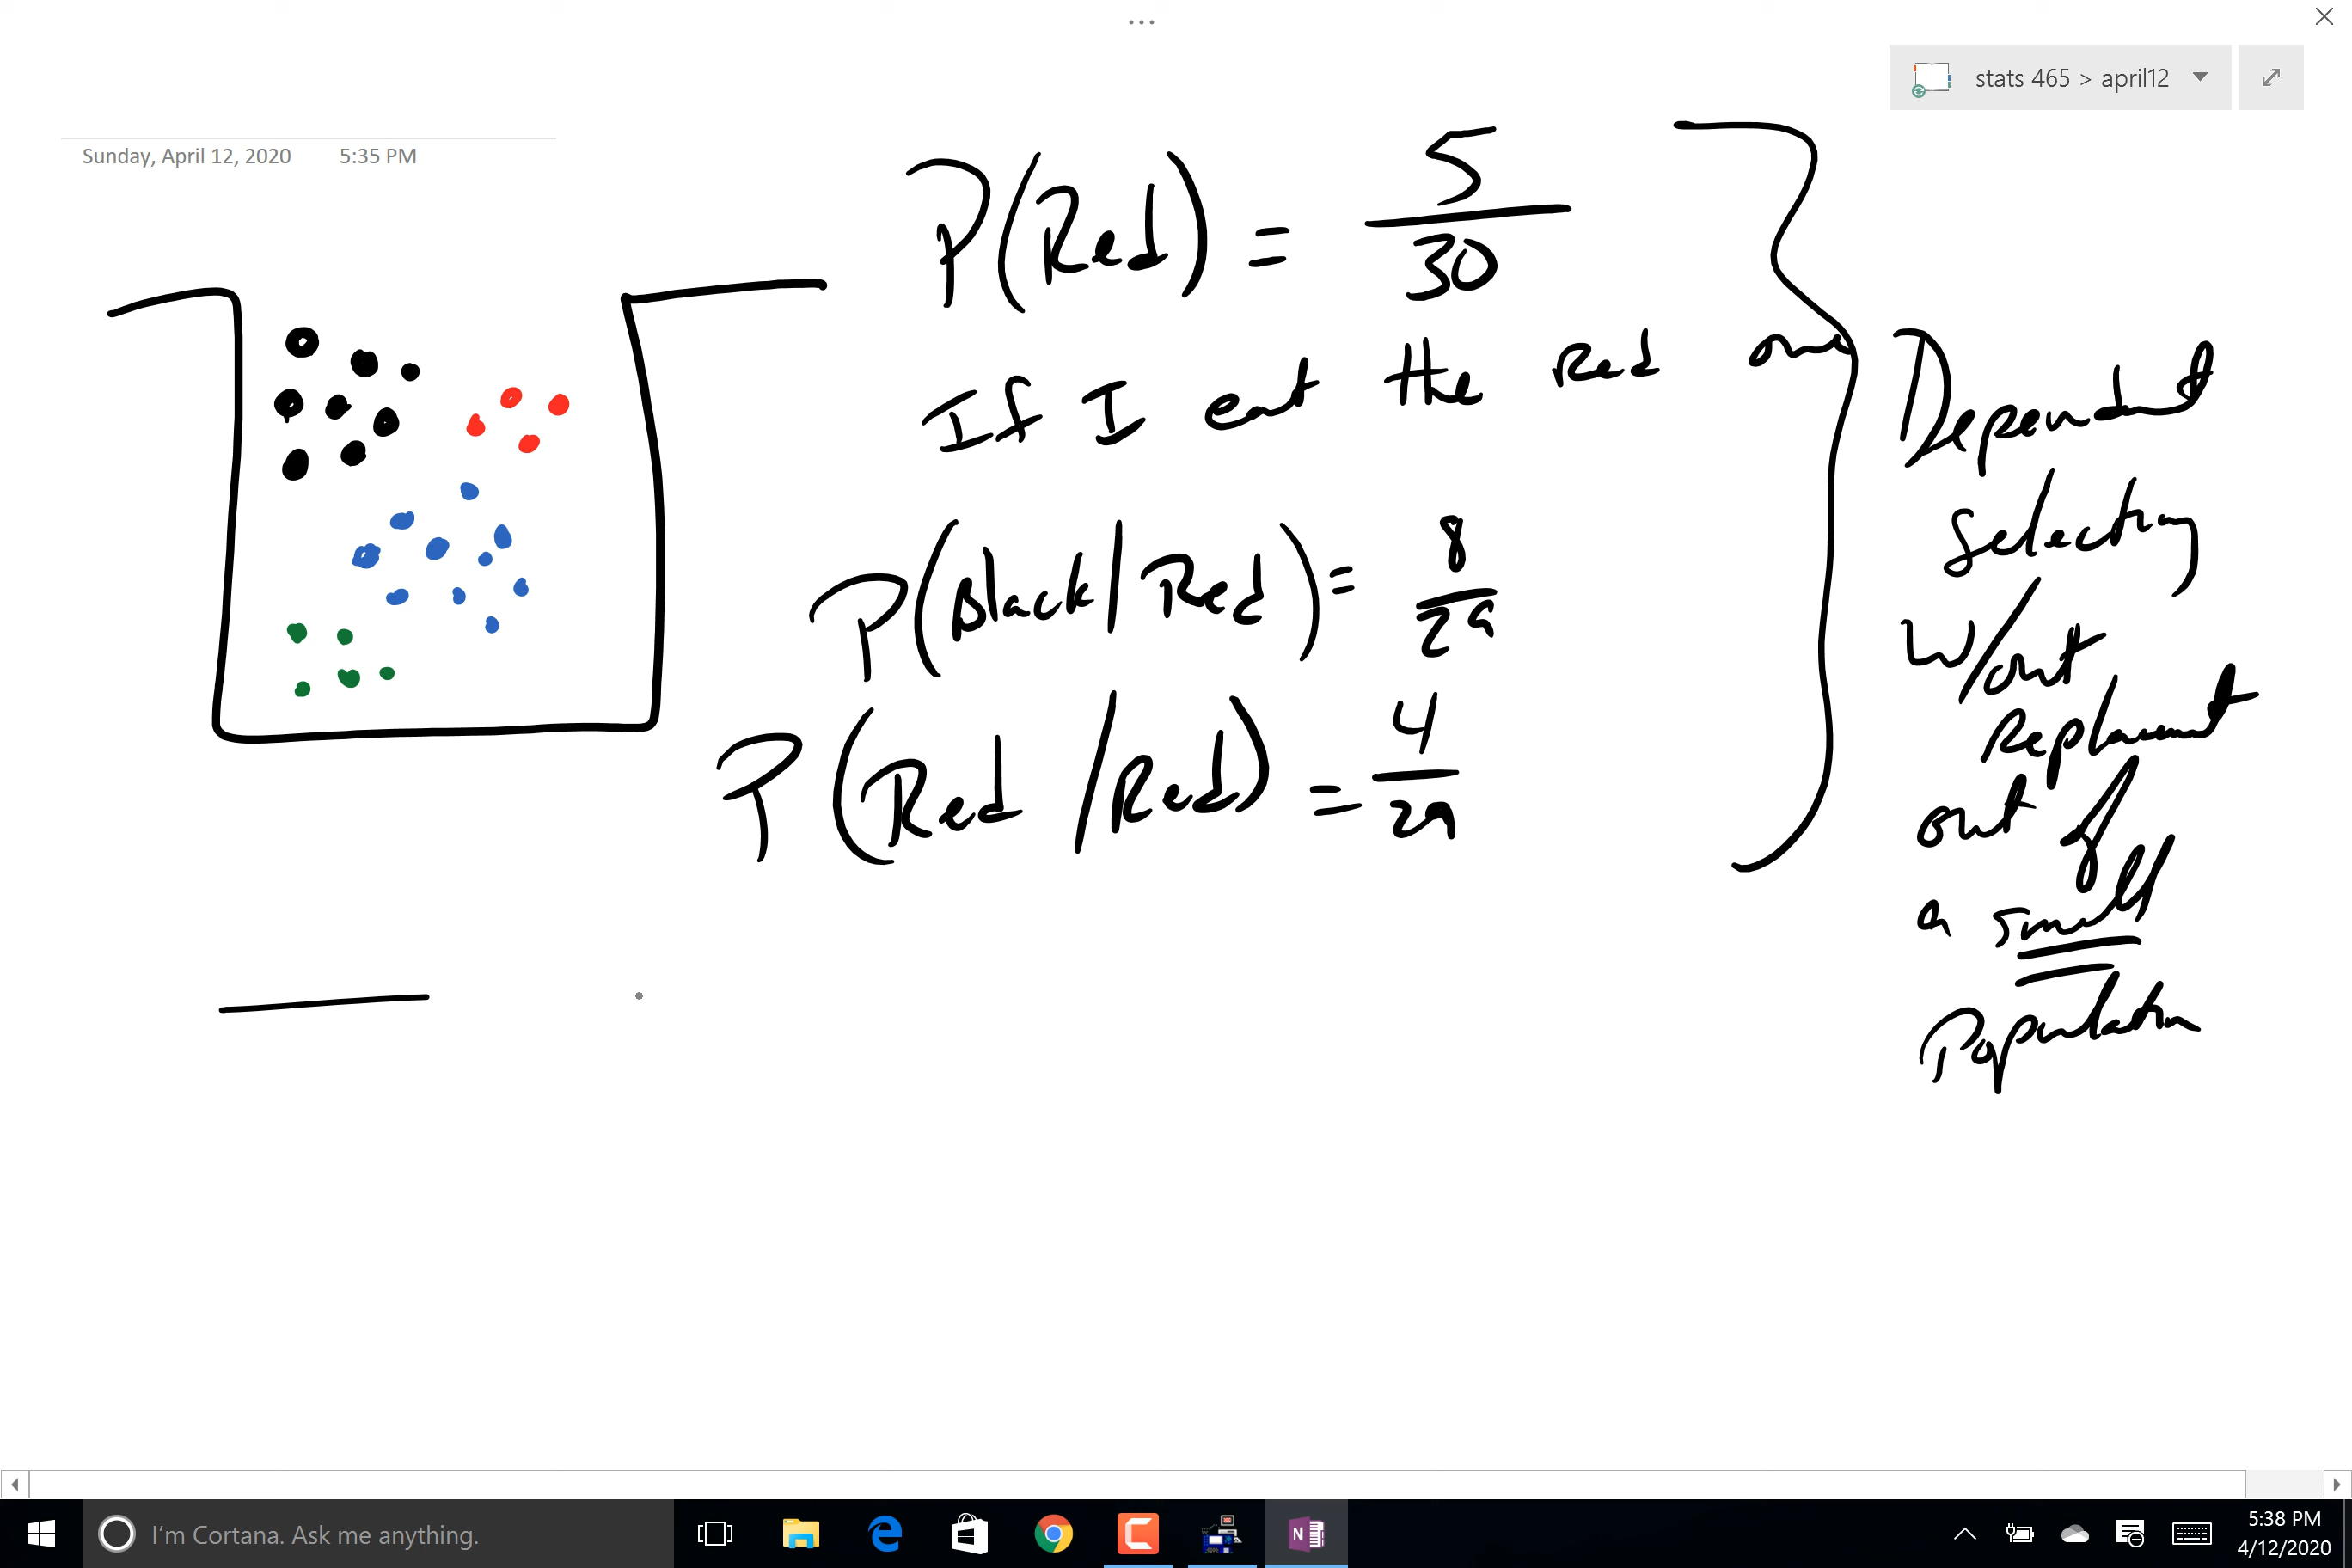 stats 465 > april12
Sunday, April 12, 2020 5:35 PM
P(Red) = 5/30
If I eat the Red one
P(Black/Red) = 8/29
P(Red/Red) = 4/29
Dependent
Selecting
w/out
Replacement
out of
a small
Population
I'm Cortana. Ask me anything.
5:38 PM
4/12/2020